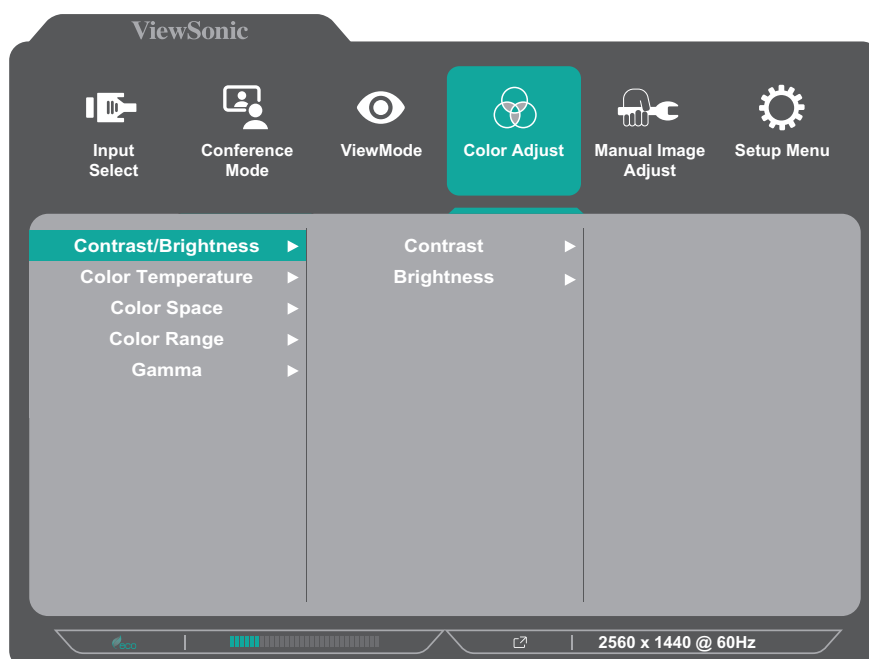 ViewSonic
Input
Select
Conference
Mode
ViewMode
Color Adjust
Manual Image
Adjust
Setup Menu
Contrast/Brightness
Color Temperature
Color Space
Color Range
Gamma
Contrast
Brightness
eco
2560 x 1440 @ 60Hz